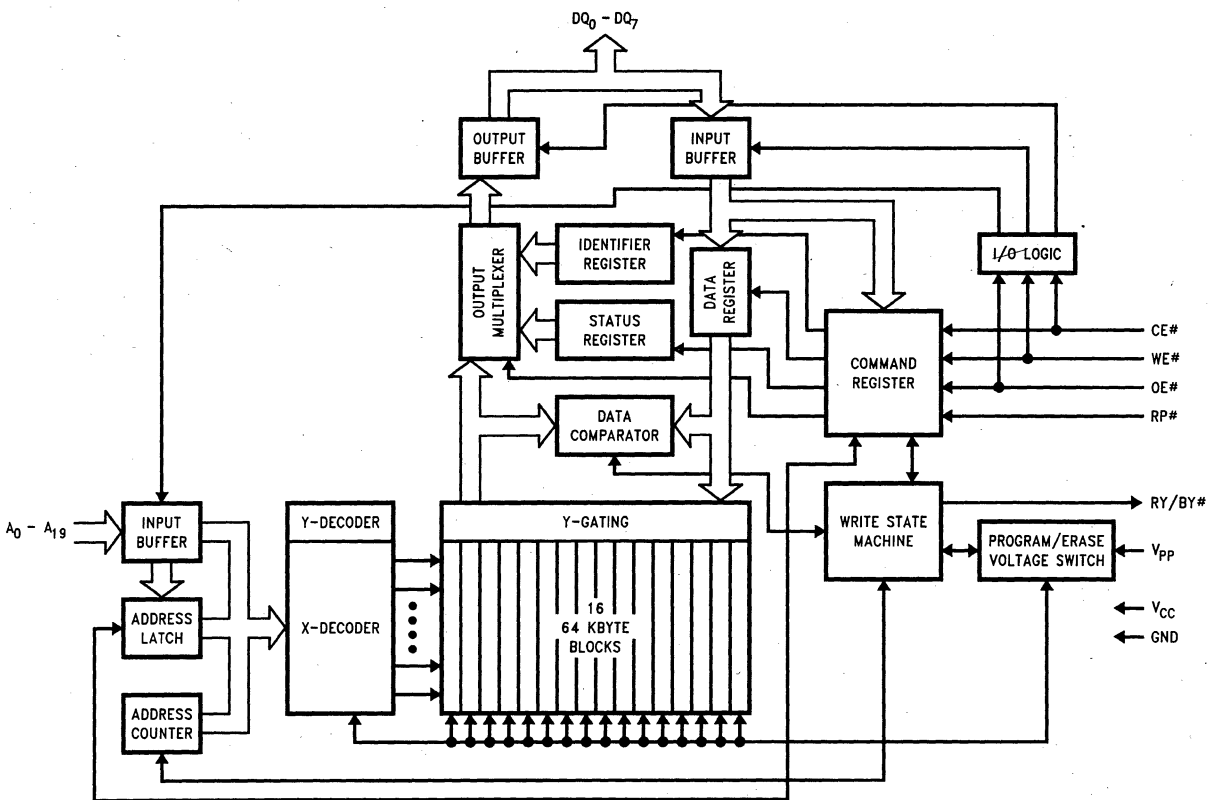 DQ₀ – DQ₇
OUTPUT
BUFFER
INPUT
BUFFER
OUTPUT
MULTIPLEXER
IDENTIFIER
REGISTER
DATA
REGISTER
I/O LOGIC
STATUS
REGISTER
COMMAND
REGISTER
CE#
WE#
OE#
RP#
DATA
COMPARATOR
A₀ – A₁₉
INPUT
BUFFER
Y-DECODER
Y-GATING
WRITE STATE
MACHINE
RY/BY#
PROGRAM/ERASE
VOLTAGE SWITCH
V_PP
ADDRESS
LATCH
X-DECODER
16
64 KBYTE
BLOCKS
V_CC
GND
ADDRESS
COUNTER